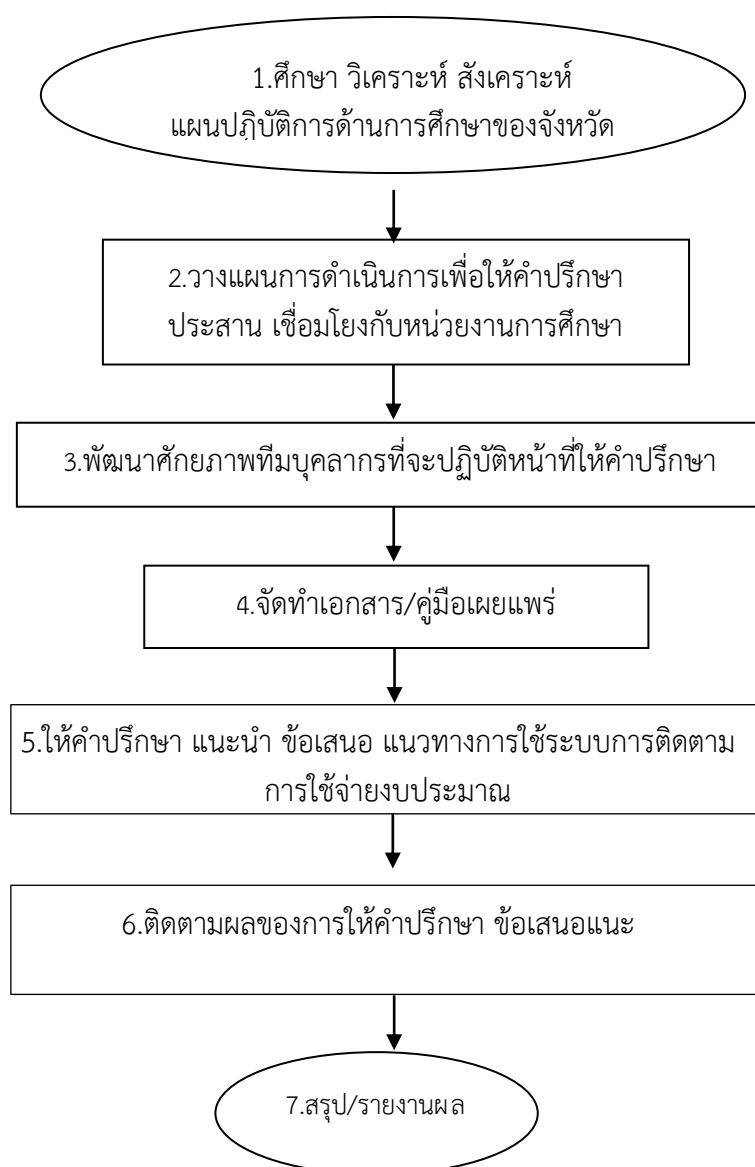 1.ศึกษา วิเคราะห์ สังเคราะห์
แผนปฏิบัติการด้านการศึกษาของจังหวัด
2.วางแผนการดำเนินการเพื่อให้คำปรึกษา
ประสาน เชื่อมโยงกับหน่วยงานการศึกษา
3.พัฒนาศักยภาพทีมบุคลากรที่จะปฏิบัติหน้าที่ให้คำปรึกษา
4.จัดทำเอกสาร/คู่มือเผยแพร่
5.ให้คำปรึกษา แนะนำ ข้อเสนอ แนวทางการใช้ระบบการติดตาม
การใช้จ่ายงบประมาณ
6.ติดตามผลของการให้คำปรึกษา ข้อเสนอแนะ
7.สรุป/รายงานผล